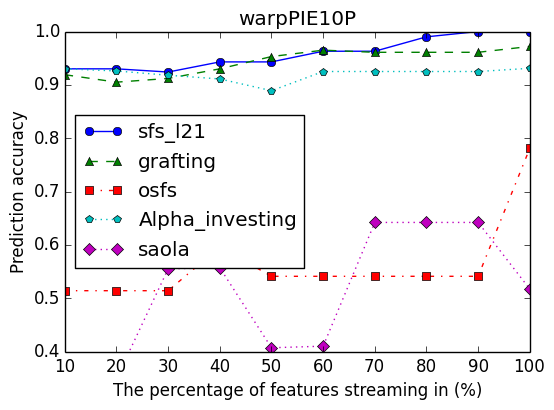 warpPIE10P
Prediction accuracy
1.0
0.9
0.8
0.7
0.6
0.5
0.4
sfs_l21
grafting
osfs
Alpha_investing
saola
10 20 30 40 50 60 70 80 90 100
The percentage of features streaming in (%)